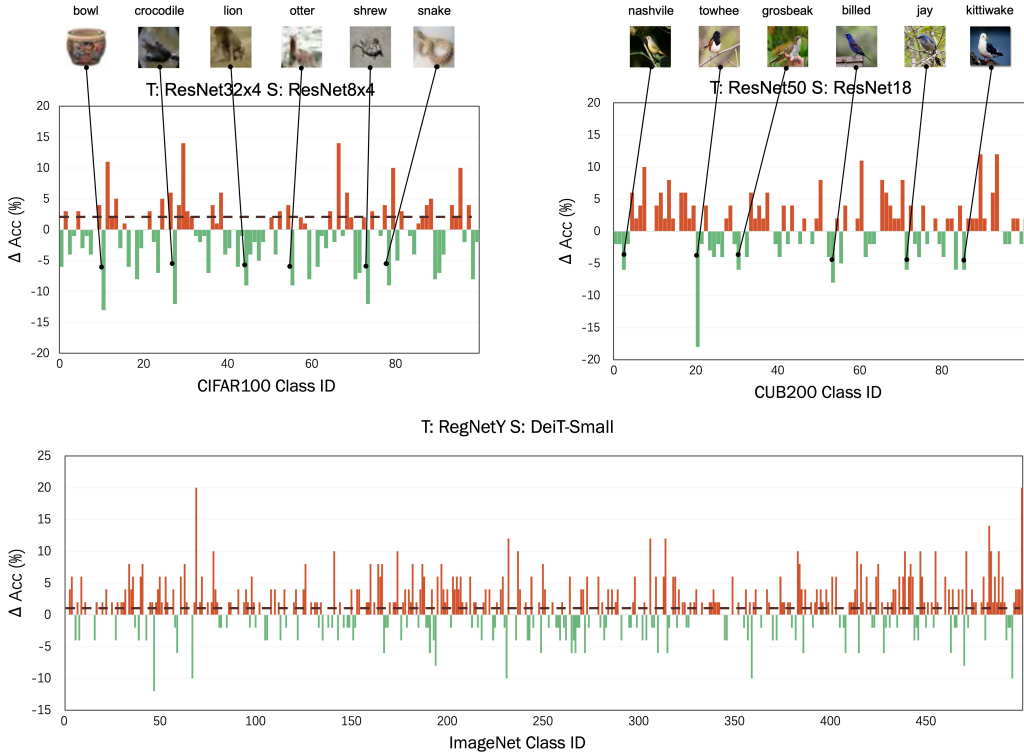 bowl crocodile lion otter shrew snake
nashvile towhee grosbeak billed jay kittiwake
T: ResNet32x4 S: ResNet8x4
20
15
10
5
0
-5
-10
-15
-20
Δ Acc (%)
0 20 40 60 80
CIFAR100 Class ID
T: ResNet50 S: ResNet18
20
15
10
5
0
-5
-10
-15
-20
Δ Acc (%)
0 20 40 60 80
CUB200 Class ID
T: RegNetY S: DeiT-Small
25
20
15
10
5
0
-5
-10
-15
Δ Acc (%)
0 50 100 150 200 250 300 350 400 450
ImageNet Class ID